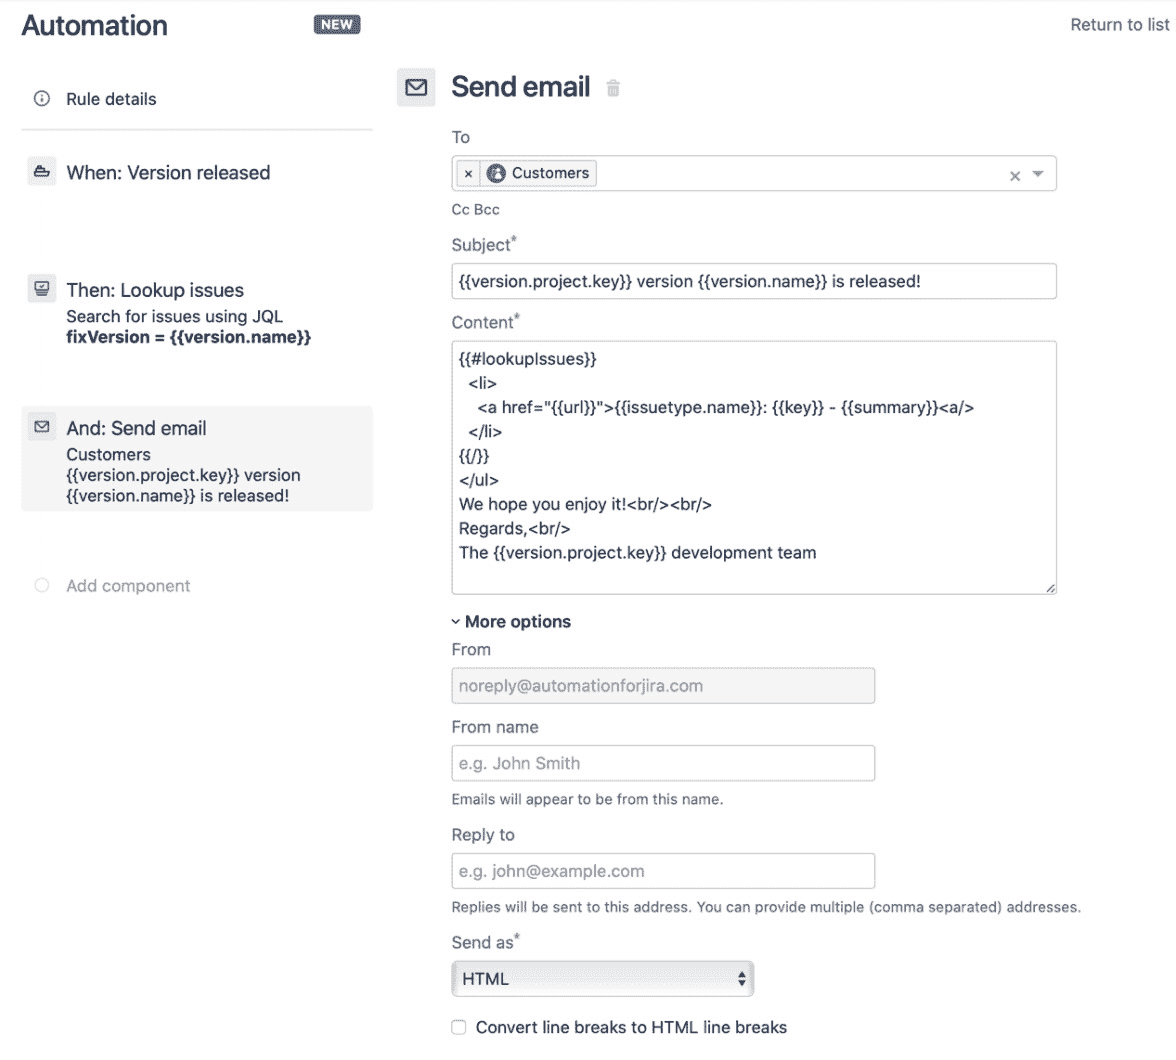 Automation NEW
Return to list
Rule details
When: Version released
Then: Lookup issues
Search for issues using JQL
fixVersion = {{version.name}}
And: Send email
Customers
{{version.project.key}} version
{{version.name}} is released!
Add component
Send email
To
× Customers ×
Cc Bcc
Subject*
{{version.project.key}} version {{version.name}} is released!
Content*
{{#lookupIssues}}
<li>
<a href="{{url}}">{{issuetype.name}}: {{key}} - {{summary}}<a/>
</li>
{{/}}
</ul>
We hope you enjoy it!<br/><br/>
Regards,<br/>
The {{version.project.key}} development team
More options
From
noreply@automationforjira.com
From name
e.g. John Smith
Emails will appear to be from this name.
Reply to
e.g. john@example.com
Replies will be sent to this address. You can provide multiple (comma separated) addresses.
Send as*
HTML
Convert line breaks to HTML line breaks